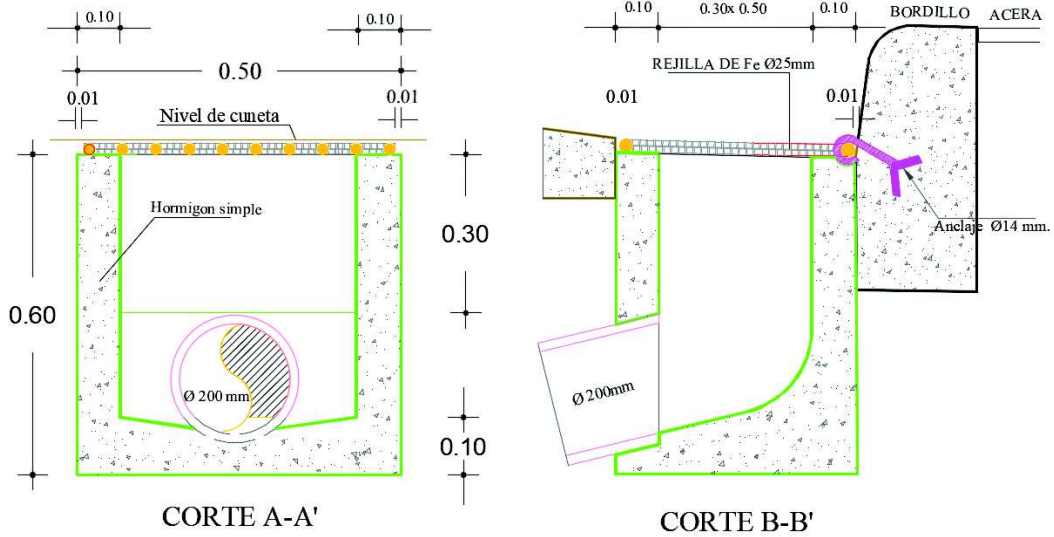 0.10
0.10
0.50
0.01
0.01
Nivel de cuneta
Hormigon simple
0.60
0.30
0.10
Ø 200 mm
CORTE A-A'
0.10
0.30x 0.50
0.10
BORDILLO
ACERA
REJILLA DE Fe Ø25mm
0.01
0.01
Anclaje Ø14 mm.
Ø 200mm
CORTE B-B'